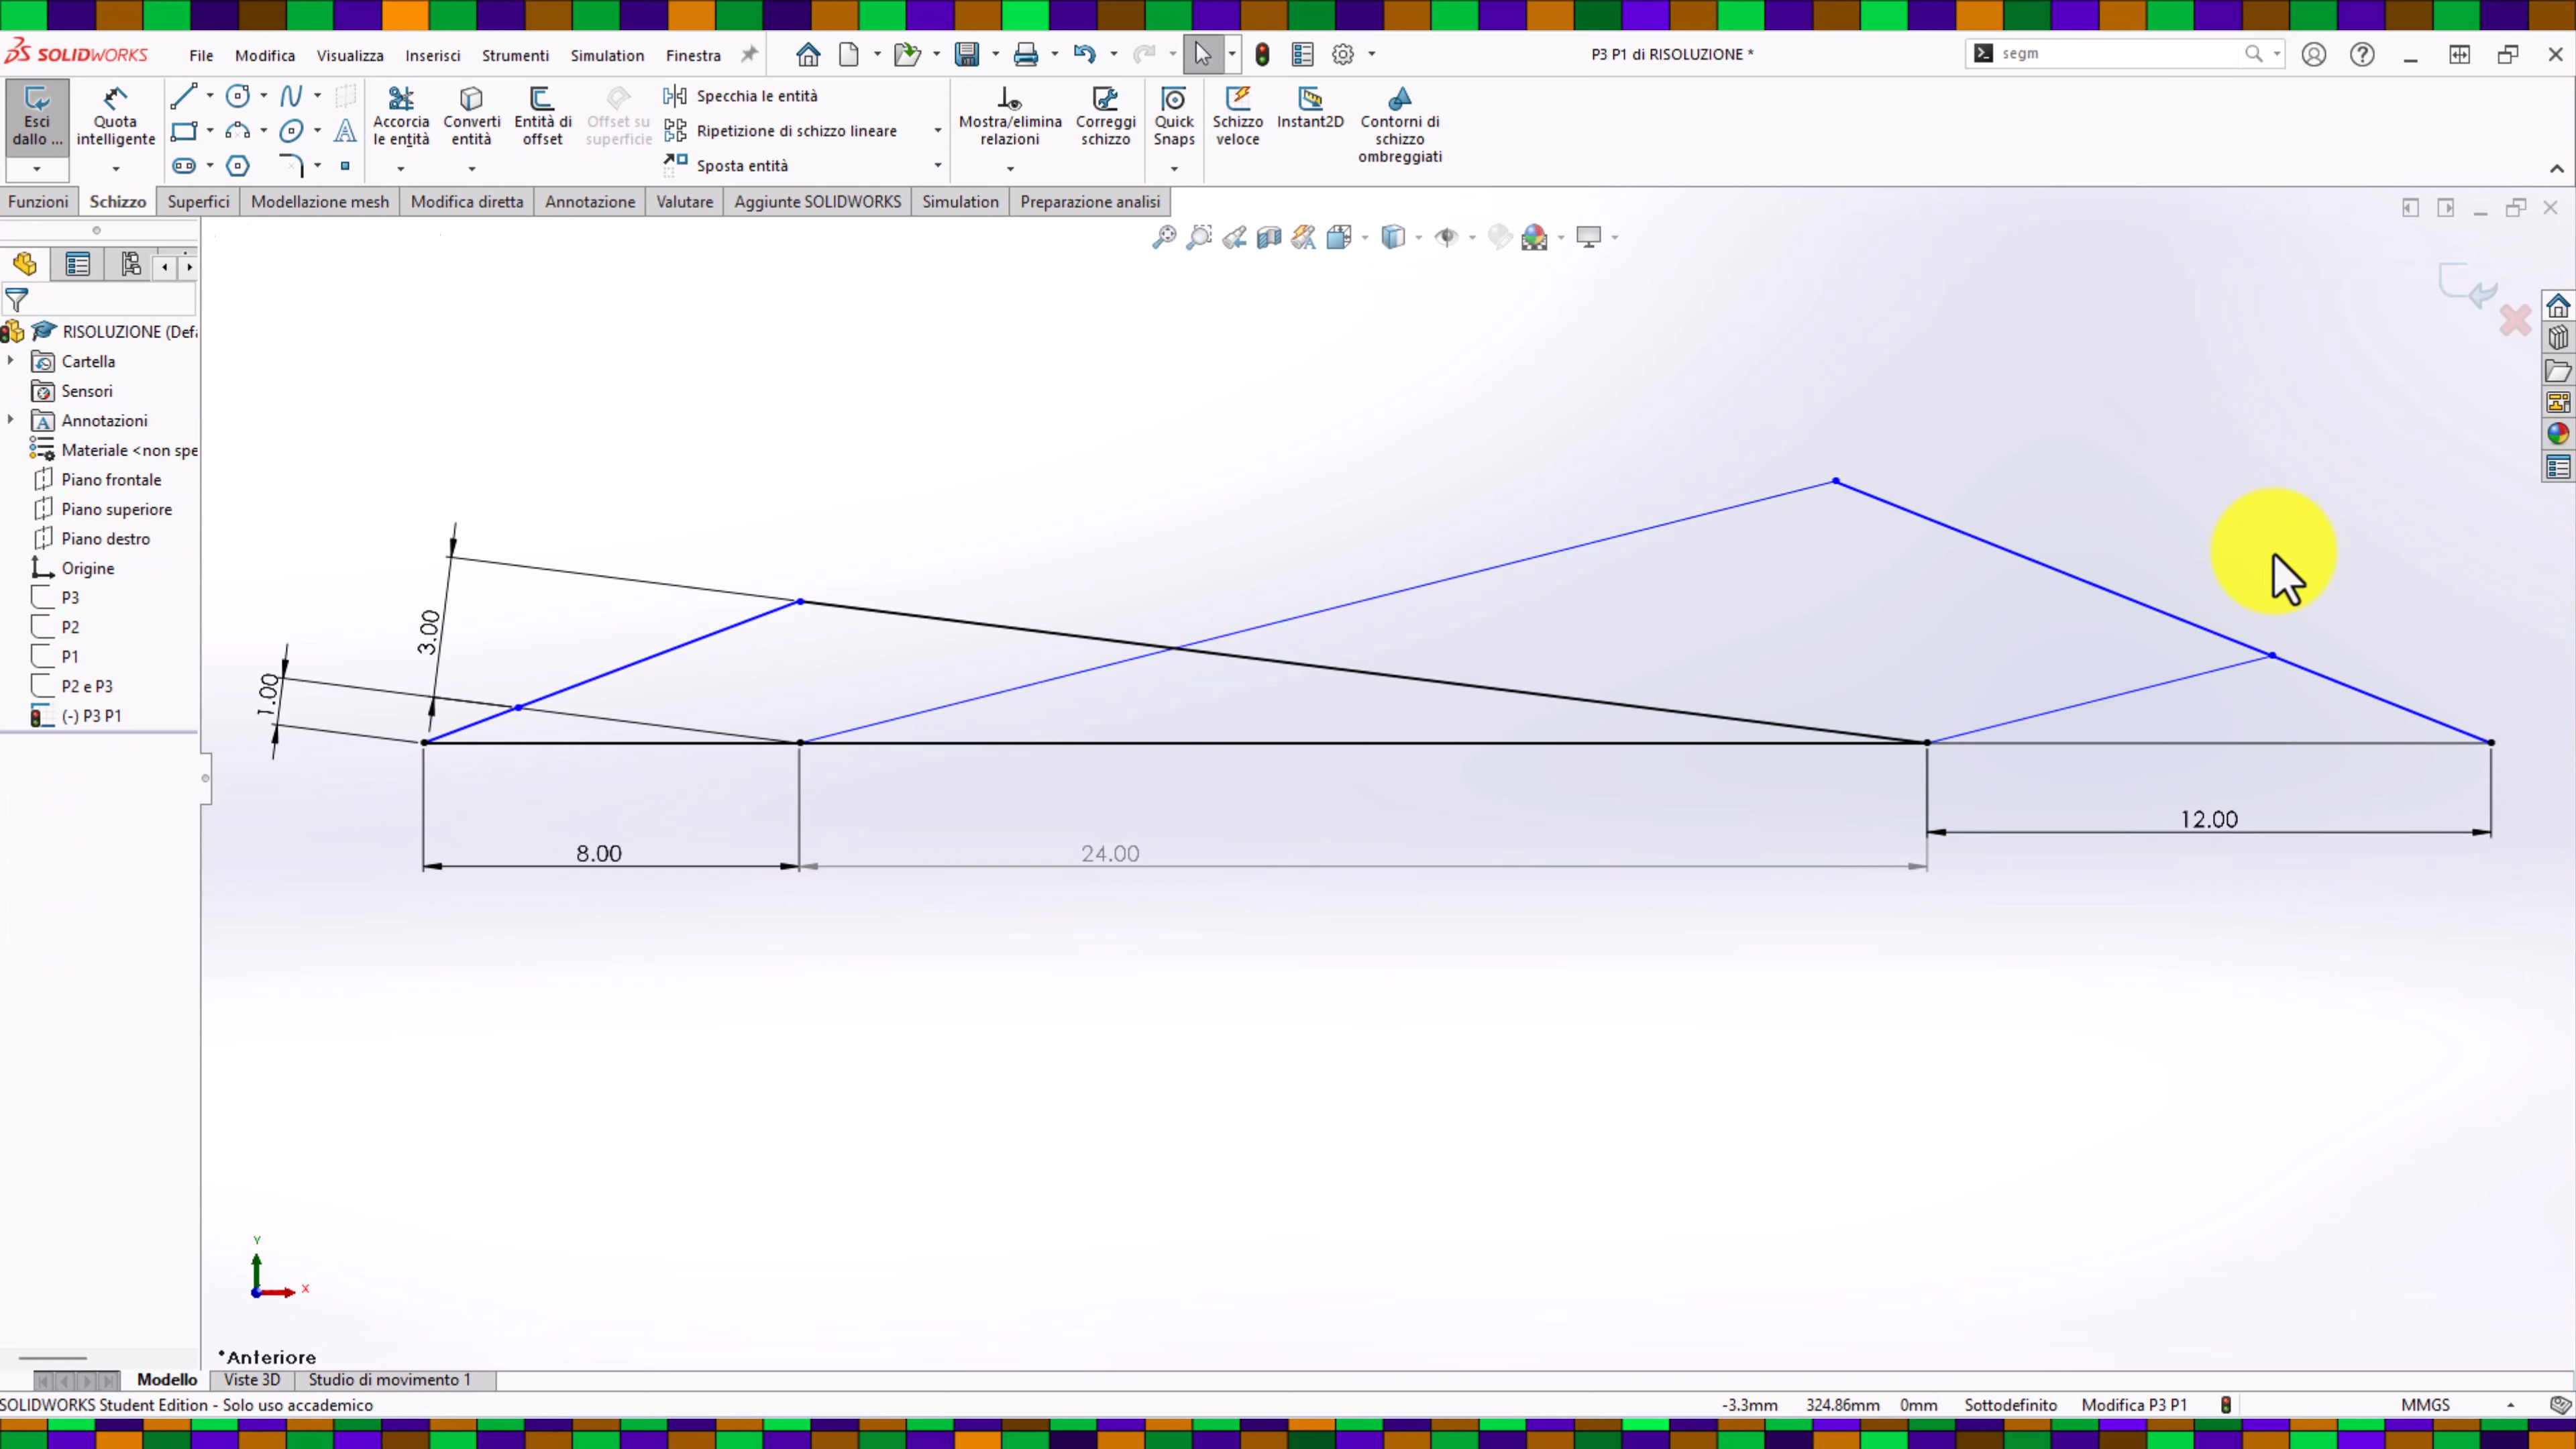 SOLIDWORKS File Modifica Visualizza Inserisci Strumenti Simulation Finestra P3 P1 di RISOLUZIONE * segm
Esci dallo ...
Quota intelligente
Accorcia le entità
Converti entità
Entità di offset
Offset su superficie
Specchia le entità
Ripetizione di schizzo lineare
Sposta entità
Mostra/elimina relazioni
Correggi schizzo
Quick Snaps
Schizzo veloce
Instant2D
Contorni di schizzo ombreggiati
Funzioni Schizzo Superfici Modellazione mesh Modifica diretta Annotazione Valutare Aggiunte SOLIDWORKS Simulation Preparazione analisi
RISOLUZIONE (Defa
Cartella
Sensori
Annotazioni
Materiale <non spe
Piano frontale
Piano superiore
Piano destro
Origine
P3
P2
P1
P2 e P3
(-) P3 P1
3.00
1.00
8.00
24.00
12.00
Y
X
*Anteriore
Modello Viste 3D Studio di movimento 1
SOLIDWORKS Student Edition - Solo uso accademico -3.3mm 324.86mm 0mm Sottodefinito Modifica P3 P1 MMGS